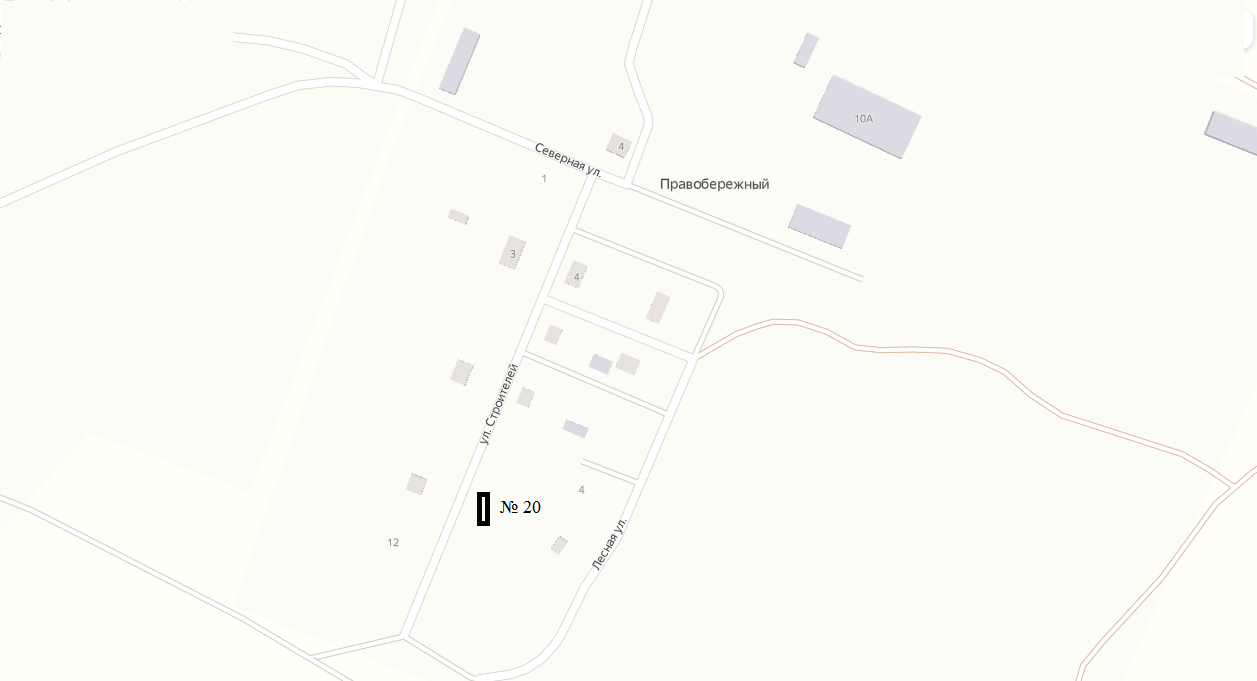 10А
4
Северная ул.
1
Правобережный
3
4
ул. Строителей
4
№ 20
12
Лесная ул.